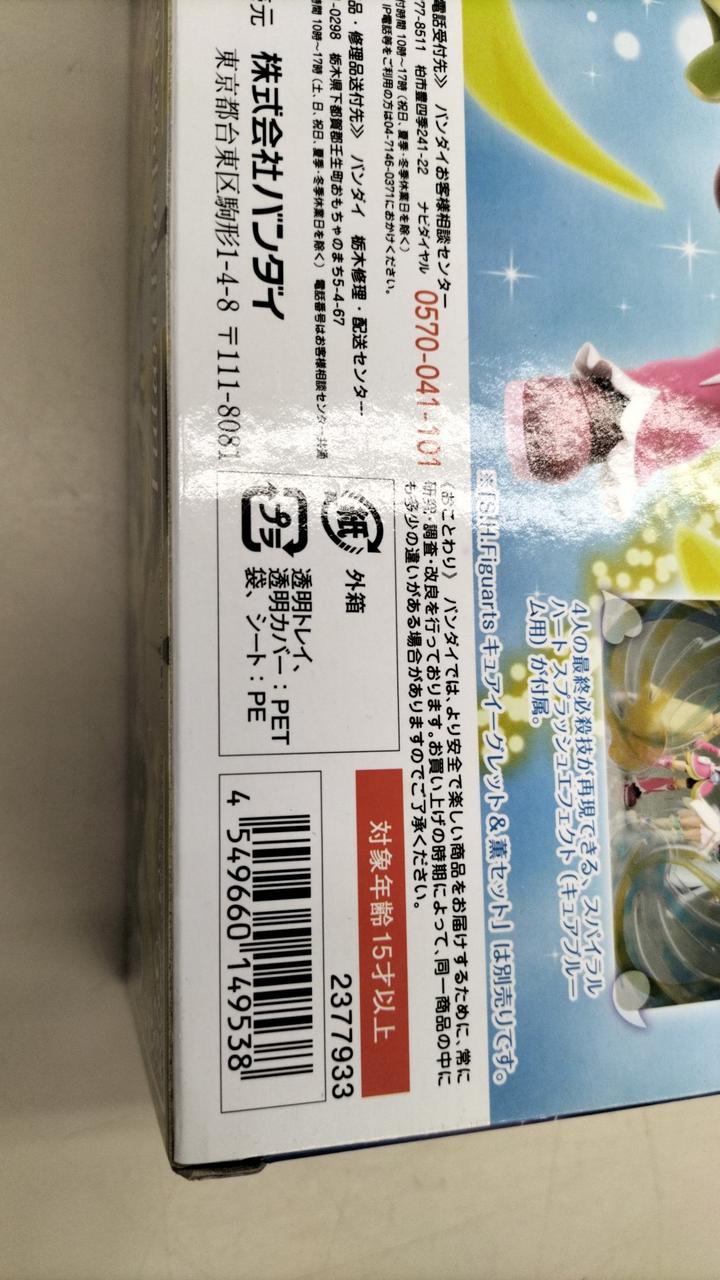 4人の最終必殺技が再現できる、スパイラル
ハート スプラッシュエフェクト（キュアブルー
ム用）が付属。
※「S.H.Figuarts キュアイーグレット＆薫セット」は別売りです。
電話受付先≫ バンダイお客様相談センター
77-8511 柏市豊四季241-22 ナビダイヤル 0570-041-101
付時間 10時～17時（祝日、夏季・冬季休業日を除く）
IP電話等をご利用の方は04-7146-0371におかけください。
品・修理品送付先≫ バンダイ 栃木修理・配送センター
-0298 栃木県下都賀郡壬生町おもちゃのまち5-4-67
時間 10時～17時（土、日、祝日、夏季・冬季休業日を除く） 電話番号はお客様相談センター共通
元 株式会社バンダイ
東京都台東区駒形1-4-8 〒111-8081
〈おことわり〉 バンダイでは、より安全で楽しい商品をお届けするために、常に
研究・調査・改良を行っております。お買い上げの時期によって、同一商品の中に
も多少の違いがある場合がありますのでご了承ください。
紙 外箱
プラ 透明トレイ、
透明カバー：PET
袋、シート：PE
対象年齢15才以上
2377933
4 549660 149538